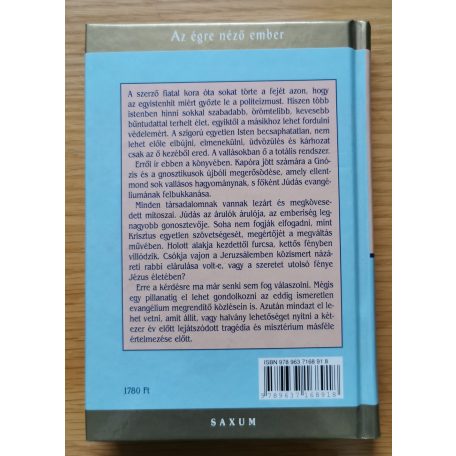 Az égre néző ember
A szerző fiatal kora óta sokat törte a fejét azon, hogy
az egyistenhit miért győzte le a politeizmust. Hiszen több
istenben hinni sokkal szabadabb, örömtelibb, kevesebb
bűntudattal terhelt élet, egyiktől a másikhoz lehet fordulni
védelemért. A szigorú egyetlen Isten becsaphatatlan, nem
lehet előle elbújni, elmenekülni, üdvözülés és kárhozat
csak az ő kezéből ered. A vallásokban ő a totális rendszer.
Erről ir ebben a könyvében. Kapóra jött számára a Gnó-
zis és a gnosztikusok újbóli megerősödése, amely ellent-
mond sok vallásos hagyománynak, s főként Júdás evangé-
liumának felbukkanása.
Minden társadalomnak vannak lezárt és megkövese-
dett mítoszai. Júdás az árulók árulója, az emberiség leg-
nagyobb gonosztevője. Soha nem fogják elfogadni, mint
Krisztus egyetlen szövetségesét, megértőjét a megváltás
művében. Holott alakja kezdettől furcsa, kettős fényben
villódzik. Csókja vajon a Jeruzsálemben közismert názá-
reti rabbi elárulása volt-e, vagy a szeretet utolsó fénye
Jézus életében?
Erre a kérdésre ma már senki sem fog válaszolni. Mégis
egy pillanatig el lehet gondolkozni az eddig ismeretlen
evangélium megrendítő közlésein is. Azután mindazt el le-
het vetni, amit állít, vagy halvány lehetőséget nyitni a két-
ezer év előtt lejátszódott tragédia és misztérium másféle
értelmezése előtt.
ISBN 978 963 7168 91 8
9789637168918
1780 Ft
SAXUM